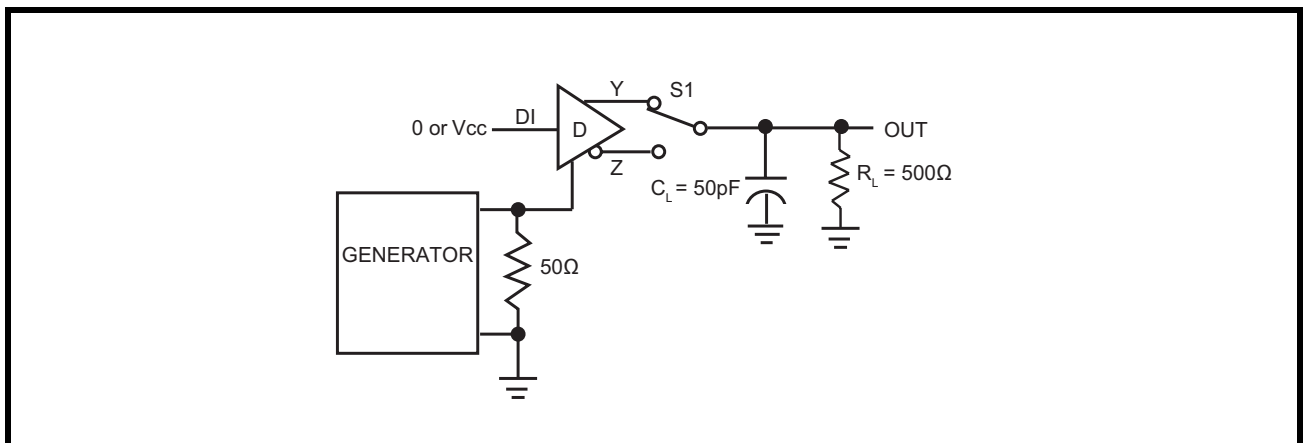 Y
S1
DI
0 or Vcc
D
OUT
Z
C_L = 50pF
R_L = 500Ω
GENERATOR
50Ω